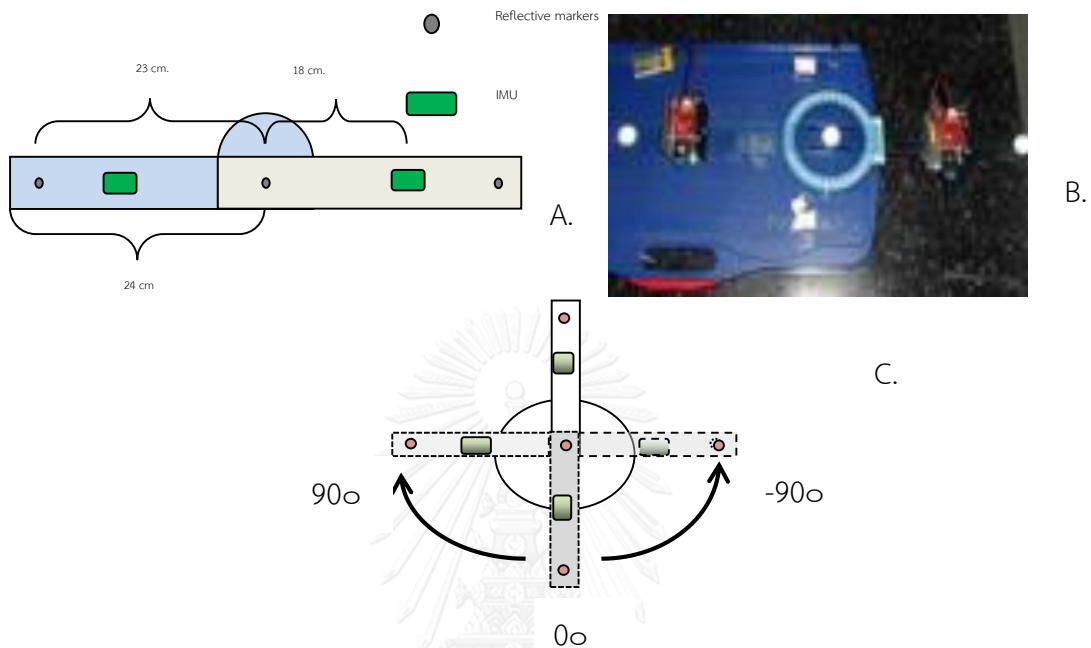 Reflective markers
23 cm.
18 cm.
IMU
A.
24 cm
B.
C.
90o
-90o
0o